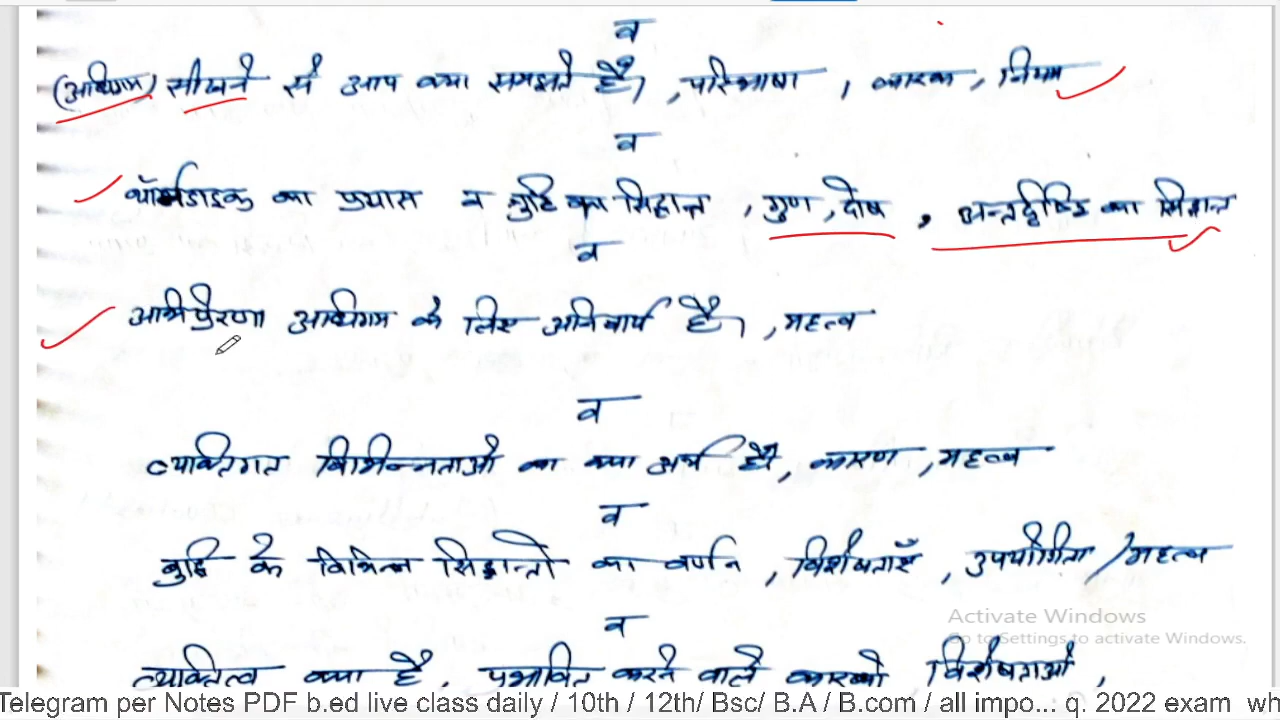 व
(अधिगम) सीखने से आप क्या समझते है। , परिभाषा , कारक , नियम
व
थॉर्नडाइक का प्रयास व त्रुटि का सिद्धान्त , गुण , दोष , अन्तर्दृष्टि का सिद्धान्त
व
अभिप्रेरणा अधिगम के लिए अनिवार्य है। , महत्व
व
व्यक्तिगत विभिन्नताओं का क्या अर्थ है , कारण , महत्व
व
बुद्धि के विभिन्न सिद्धान्तो का वर्णन , विशेषताएँ , उपयोगिता / महत्व
Activate Windows
Go to Settings to activate Windows.
व
व्यक्तित्व क्या है , प्रभावित करने वाले कारको , विशेषताओं ,
Telegram per Notes PDF b.ed live class daily / 10th / 12th/ Bsc/ B.A / B.com / all impo... q. 2022 exam wh